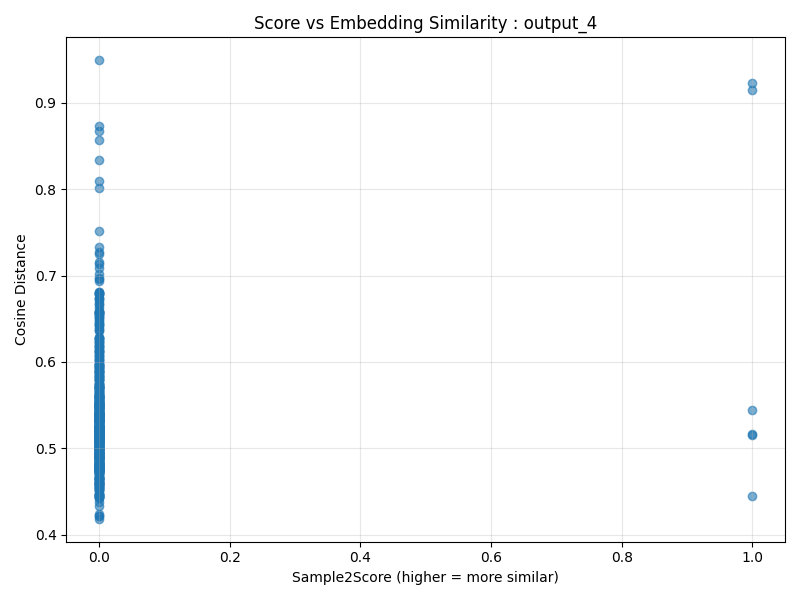 Score vs Embedding Similarity : output_4
Cosine Distance
0.9
0.8
0.7
0.6
0.5
0.4
0.0 0.2 0.4 0.6 0.8 1.0
Sample2Score (higher = more similar)